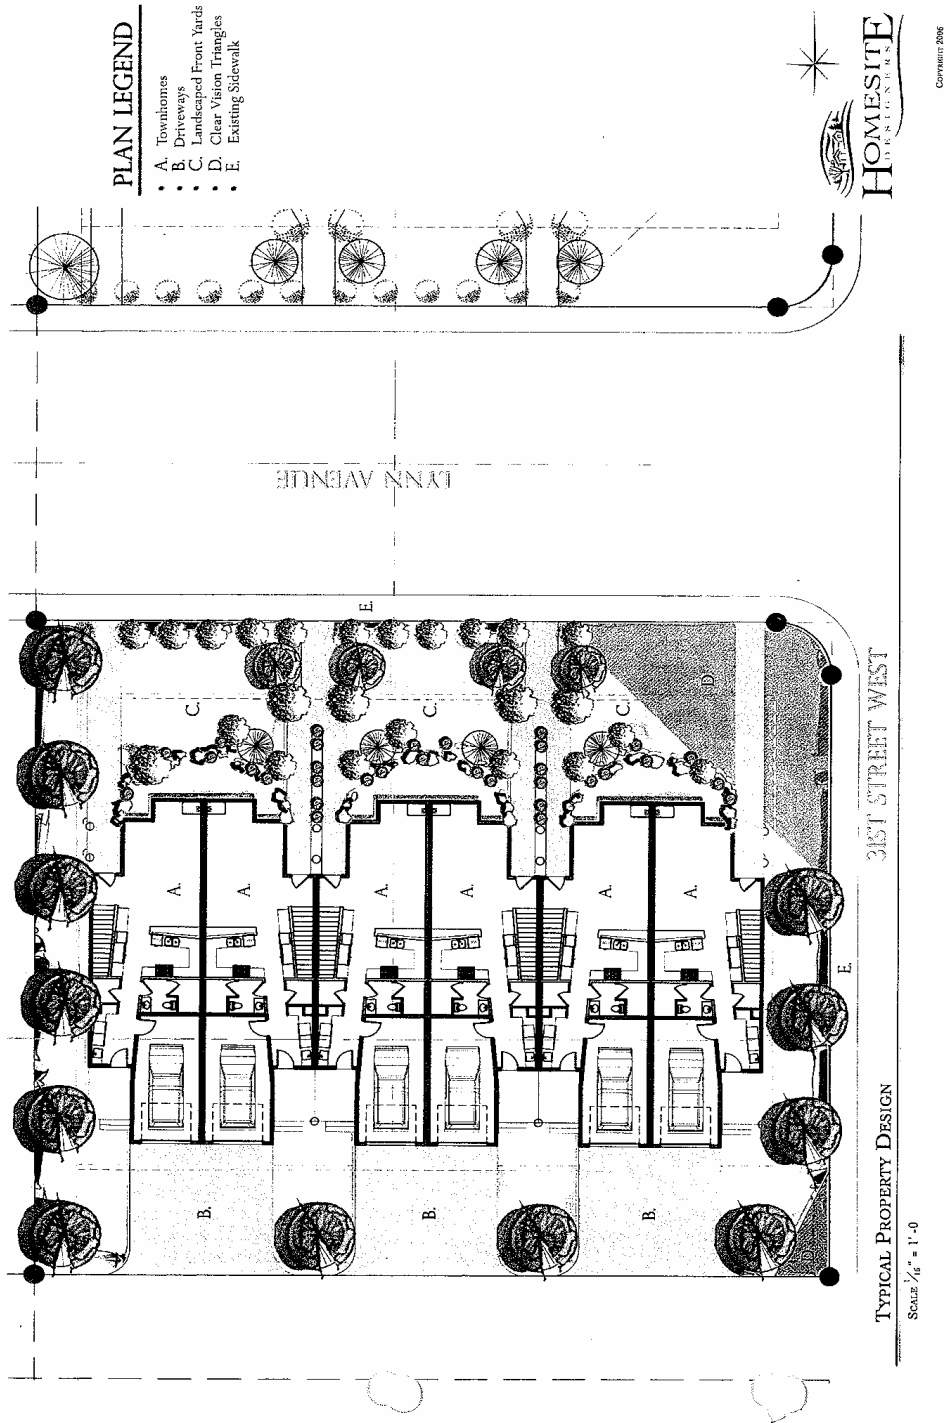 PLAN LEGEND
• A. Townhomes
• B. Driveways
• C. Landscaped Front Yards
• D. Clear Vision Triangles
• E. Existing Sidewalk
HOMESITE
DESIGNERS
COPYRIGHT 2006
LYNN AVENUE
E.
C.
C.
C.
D.
A.
A.
A.
A.
A.
A.
31ST STREET WEST
E.
B.
B.
B.
D.
TYPICAL PROPERTY DESIGN
SCALE 1/16" = 1'-0